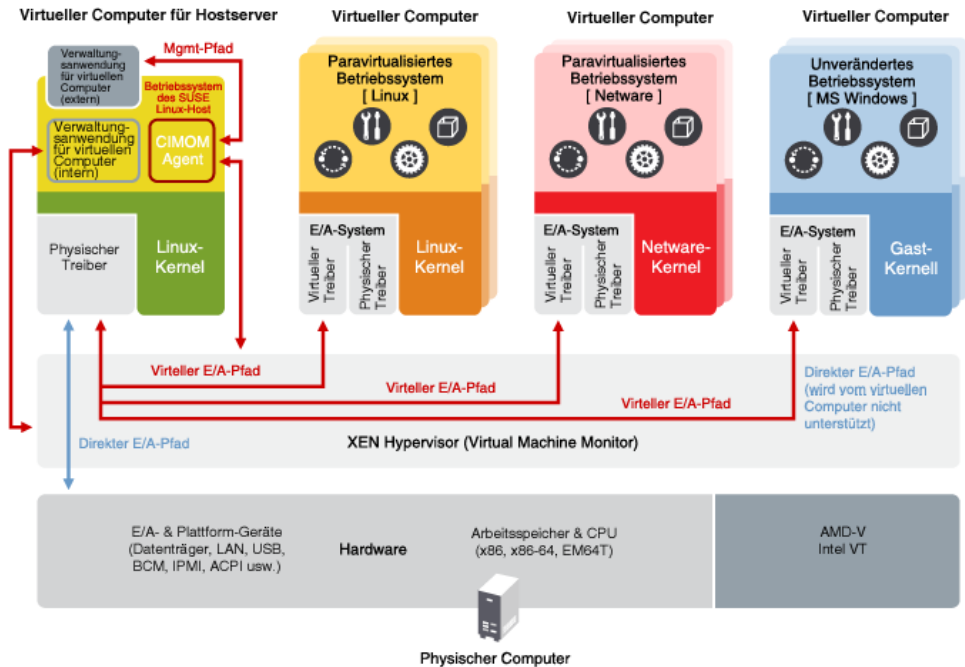 Virtueller Computer für Hostserver
Virtueller Computer
Virtueller Computer
Virtueller Computer
Verwaltung-
sanwendung
für virtuellen
Computer
(extern)
Mgmt-Pfad
Betriebssystem
des SUSE
Linux-Host
Verwaltung-
sanwendung
für virtuellen
Computer
(intern)
CIMOM
Agent
Physischer
Treiber
Linux-
Kernel
Paravirtualisiertes
Betriebssystem
[ Linux ]
E/A-System
Virtueller
Treiber
Physischer
Treiber
Linux-
Kernel
Paravirtualisiertes
Betriebssystem
[ Netware ]
E/A-System
Virtueller
Treiber
Physischer
Treiber
Netware-
Kernel
Unverändertes
Betriebssystem
[ MS Windows ]
E/A-System
Virtueller
Treiber
Physischer
Treiber
Gast-
Kernell
Virteller E/A-Pfad
Virteller E/A-Pfad
Virteller E/A-Pfad
Direkter E/A-Pfad
(wird vom virtuellen
Computer nicht
unterstützt)
Direkter E/A-Pfad
XEN Hypervisor (Virtual Machine Monitor)
E/A- & Plattform-Geräte
(Datenträger, LAN, USB,
BCM, IPMI, ACPI usw.)
Hardware
Arbeitsspeicher & CPU
(x86, x86-64, EM64T)
AMD-V
Intel VT
Physischer Computer